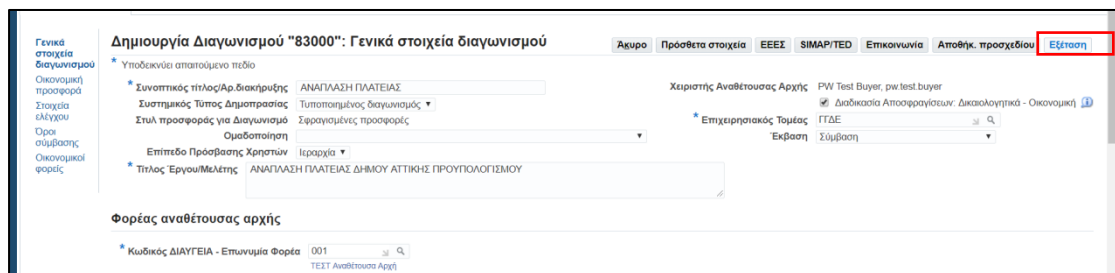 Γενικά
στοιχεία
διαγωνισμού
Οικονομική
προσφορά
Στοιχεία
ελέγχου
Όροι
σύμβασης
Οικονομικοί
φορείς
Δημιουργία Διαγωνισμού "83000": Γενικά στοιχεία διαγωνισμού
Άκυρο Πρόσθετα στοιχεία ΕΕΕΣ SIMAP/TED Επικοινωνία Αποθήκ. προσχεδίου Εξέταση
* Υποδεικνύει απαιτούμενο πεδίο
* Συνοπτικός τίτλος/Αρ.διακήρυξης ΑΝΑΠΛΑΣΗ ΠΛΑΤΕΙΑΣ
Συστημικός Τύπος Δημοπρασίας Τυποποιημένος διαγωνισμός
Στυλ προσφοράς για Διαγωνισμό Σφραγισμένες προσφορές
Ομαδοποίηση
Επίπεδο Πρόσβασης Χρηστών Ιεραρχία
* Τίτλος Έργου/Μελέτης ΑΝΑΠΛΑΣΗ ΠΛΑΤΕΙΑΣ ΔΗΜΟΥ ΑΤΤΙΚΗΣ ΠΡΟΥΠΟΛΟΓΙΣΜΟΥ
Χειριστής Αναθέτουσας Αρχής PW Test Buyer, pw.test.buyer
Διαδικασία Αποσφραγίσεων: Δικαιολογητικά - Οικονομική
* Επιχειρησιακός Τομέας ΓΓΔΕ
Έκβαση Σύμβαση
Φορέας αναθέτουσας αρχής
* Κωδικός ΔΙΑΥΓΕΙΑ - Επωνυμία Φορέα 001
ΤΕΣΤ Αναθέτουσα Αρχή